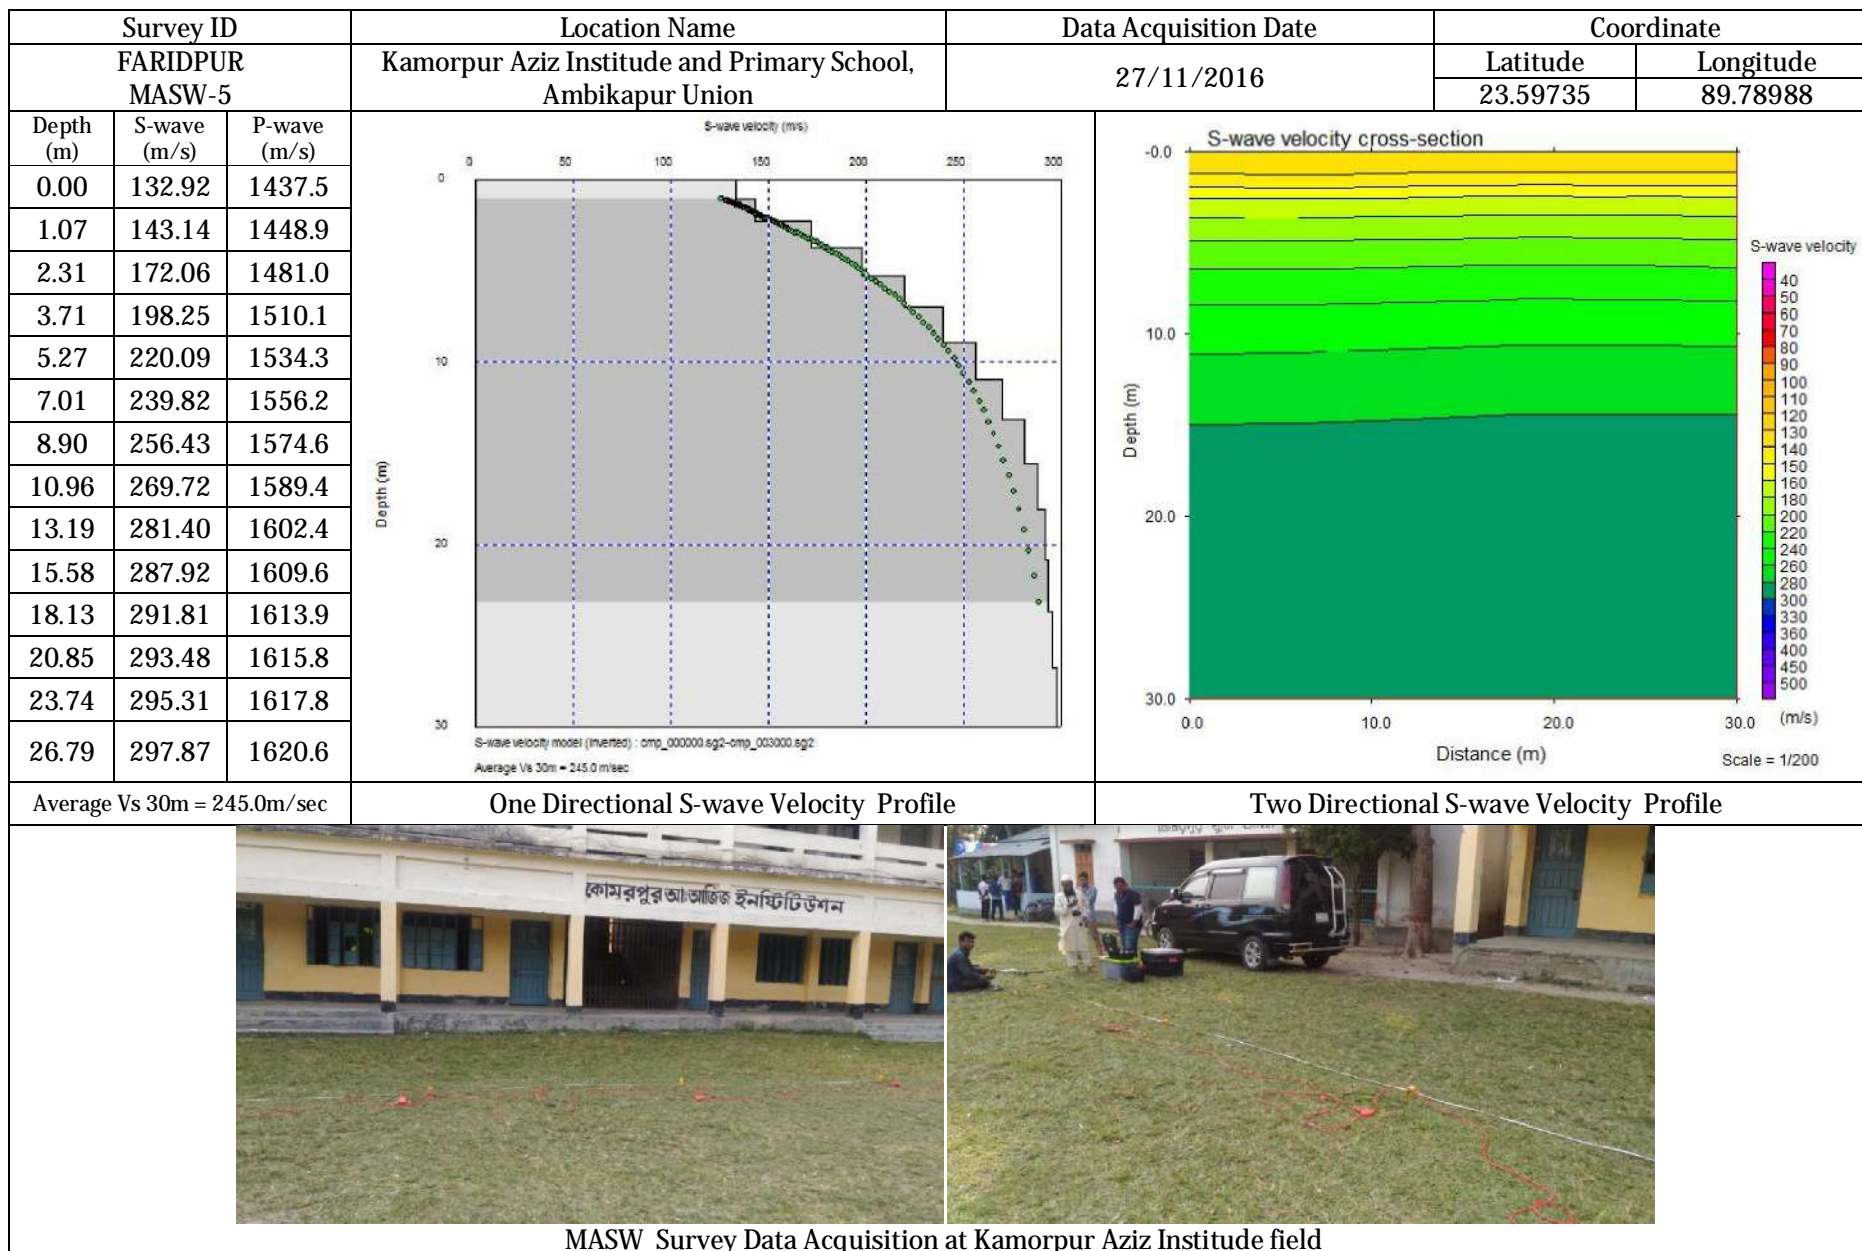 Survey ID
Location Name
Data Acquisition Date
Coordinate
FARIDPUR
MASW-5
Kamorpur Aziz Institude and Primary School,
Ambikapur Union
27/11/2016
Latitude
Longitude
23.59735
89.78988
Depth (m) S-wave (m/s) P-wave (m/s)
0.00 132.92 1437.5
1.07 143.14 1448.9
2.31 172.06 1481.0
3.71 198.25 1510.1
5.27 220.09 1534.3
7.01 239.82 1556.2
8.90 256.43 1574.6
10.96 269.72 1589.4
13.19 281.40 1602.4
15.58 287.92 1609.6
18.13 291.81 1613.9
20.85 293.48 1615.8
23.74 295.31 1617.8
26.79 297.87 1620.6
Average Vs 30m = 245.0m/sec
S-wave velocity (m/s)
0 50 100 150 200 250 300
0
10
20
30
Depth (m)
S-wave velocity model (inverted) : cmp_000000.sg2-cmp_003000.sg2
Average Vs 30m = 245.0 m/sec
One Directional S-wave Velocity Profile
S-wave velocity cross-section
-0.0
10.0
20.0
30.0
Depth (m)
0.0 10.0 20.0 30.0
Distance (m)
S-wave velocity
40
50
60
70
80
90
100
110
120
130
140
150
160
180
200
220
240
260
280
300
330
360
400
450
500
(m/s)
Scale = 1/200
Two Directional S-wave Velocity Profile
কোমরপুর আঃ আজিজ ইনষ্টিটিউশন
MASW Survey Data Acquisition at Kamorpur Aziz Institude field